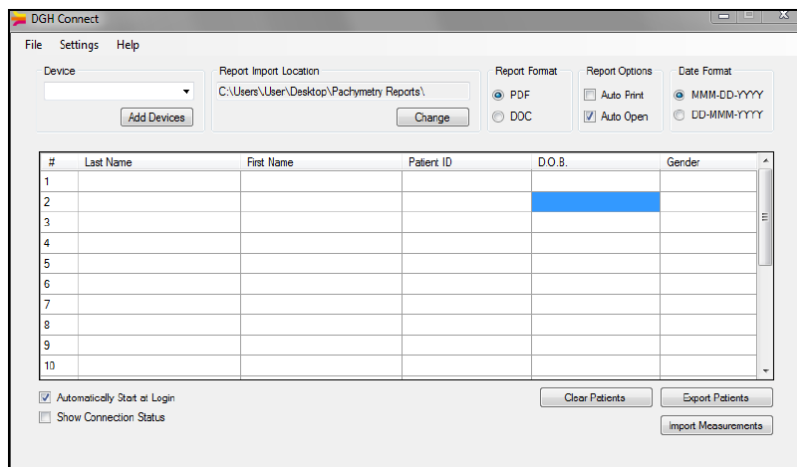 DGH Connect
File Settings Help
Device Report Import Location Report Format Report Options Date Format
C:\Users\User\Desktop\Pachymetry Reports\ PDF Auto Print MMM-DD-YYYY
Add Devices Change DOC Auto Open DD-MMM-YYYY
# Last Name First Name Patient ID D.O.B. Gender
1
2
3
4
5
6
7
8
9
10
Automatically Start at Login Clear Patients Export Patients
Show Connection Status
Import Measurements